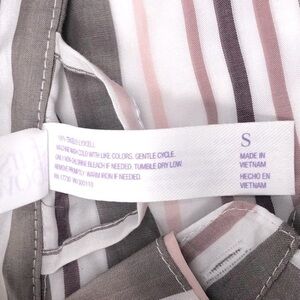 100% TENCEL LYOCELL
MACHINE WASH COLD WITH LIKE COLORS. GENTLE CYCLE.
ONLY NON-CHLORINE BLEACH IF NEEDED. TUMBLE DRY LOW.
REMOVE PROMPTLY. WARM IRON IF NEEDED.
RN
S
MADE IN
VIETNAM
HECHO EN
VIETNAM